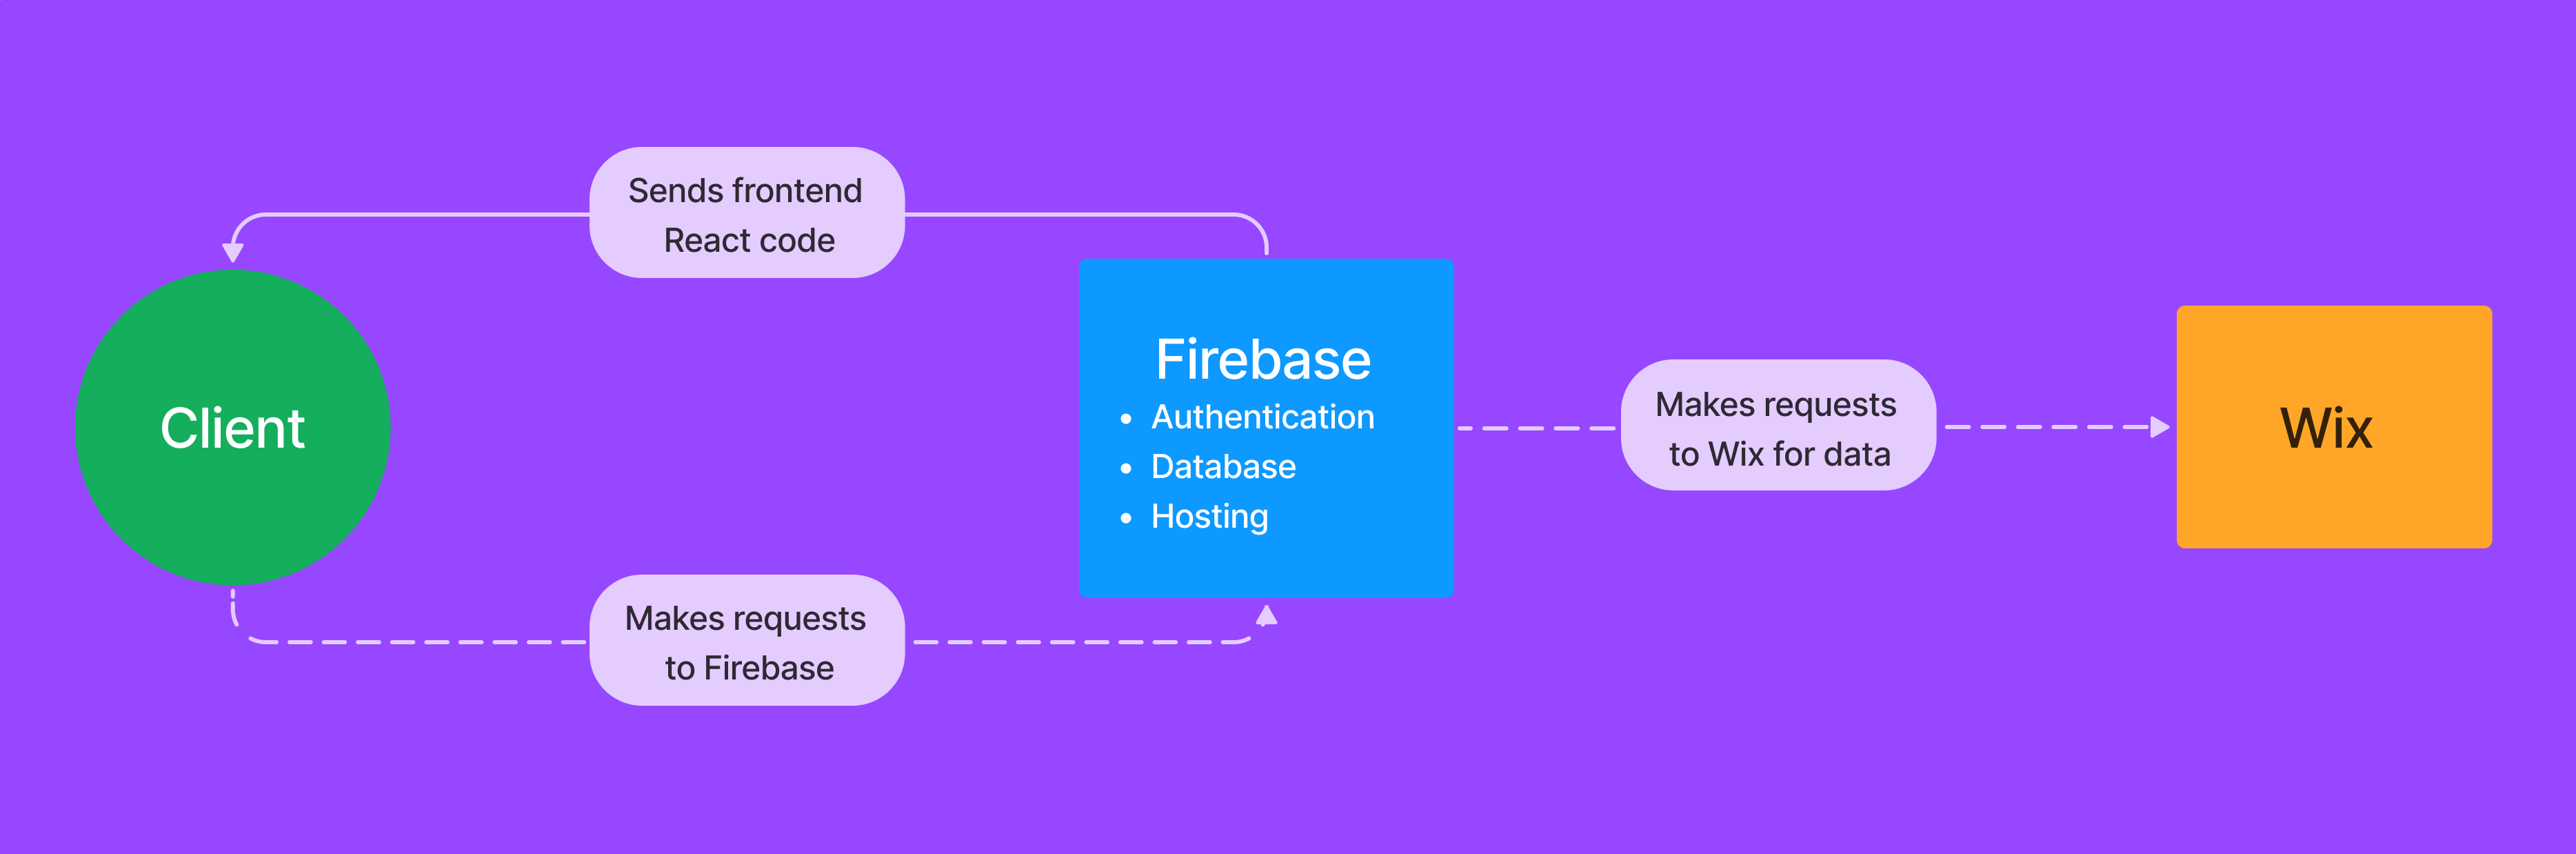 Sends frontend
React code
Client
Firebase
• Authentication
• Database
• Hosting
Makes requests
to Wix for data
Wix
Makes requests
to Firebase